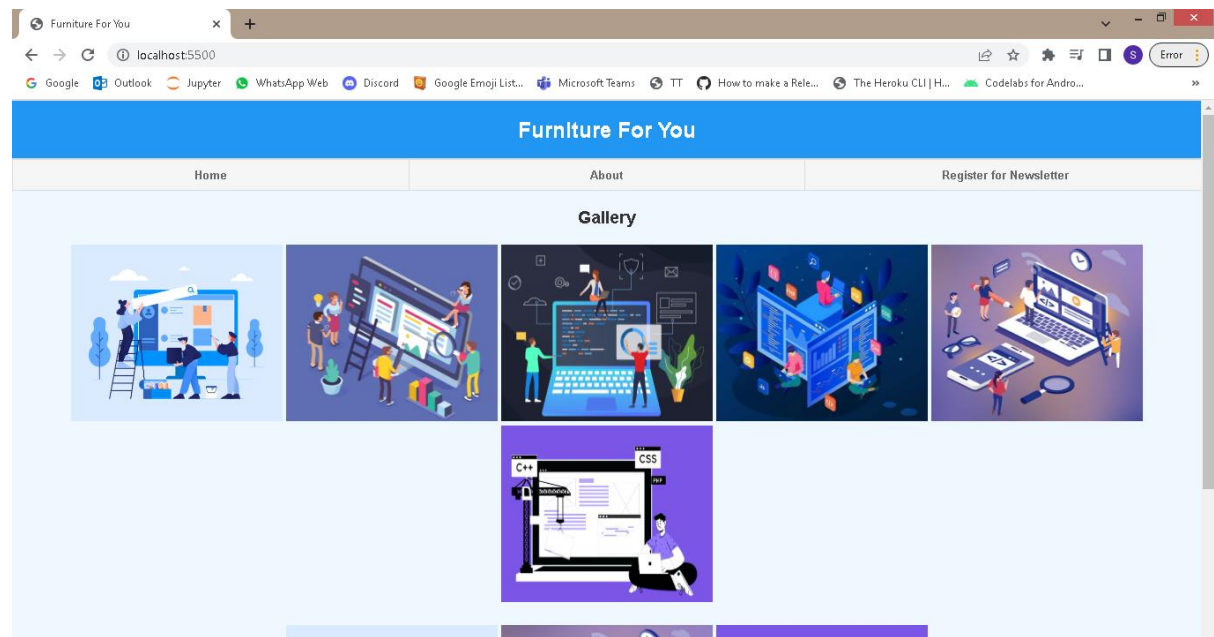 Furniture For You
localhost:5500
Error
S
Google Outlook Jupyter WhatsApp Web Discord Google Emoji List... Microsoft Teams TT How to make a Rele... The Heroku CLI | H... Codelabs for Andro... »
Furniture For You
Home About Register for Newsletter
Gallery
C++ CSS
PHP